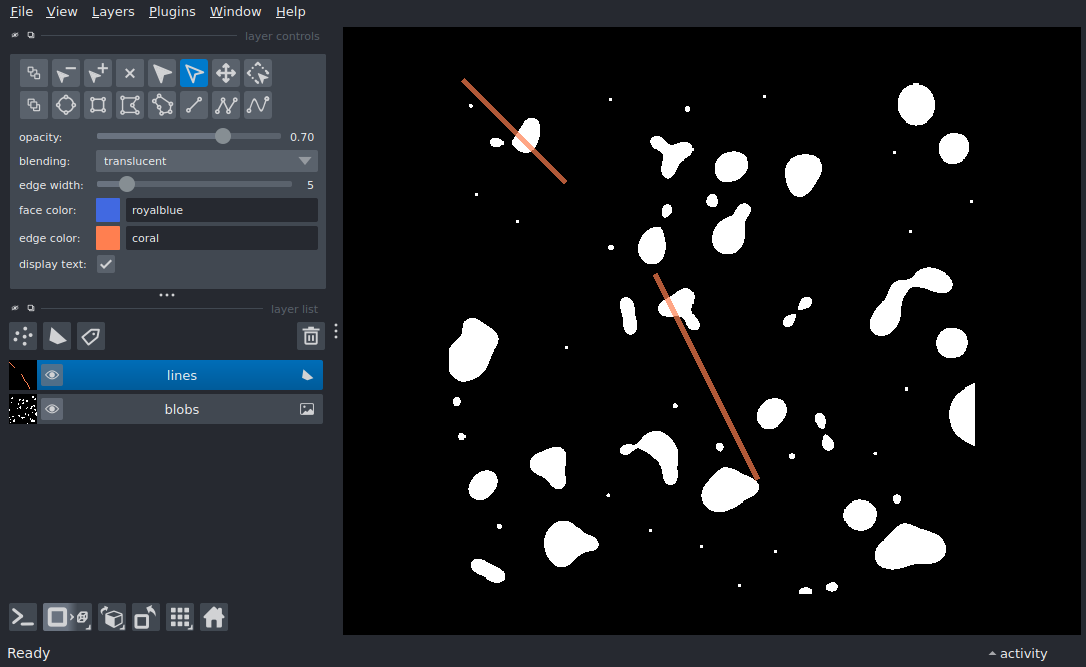 File View Layers Plugins Window Help
layer controls
opacity: 0.70
blending: translucent
edge width: 5
face color: royalblue
edge color: coral
display text:
layer list
lines
blobs
Ready
activity